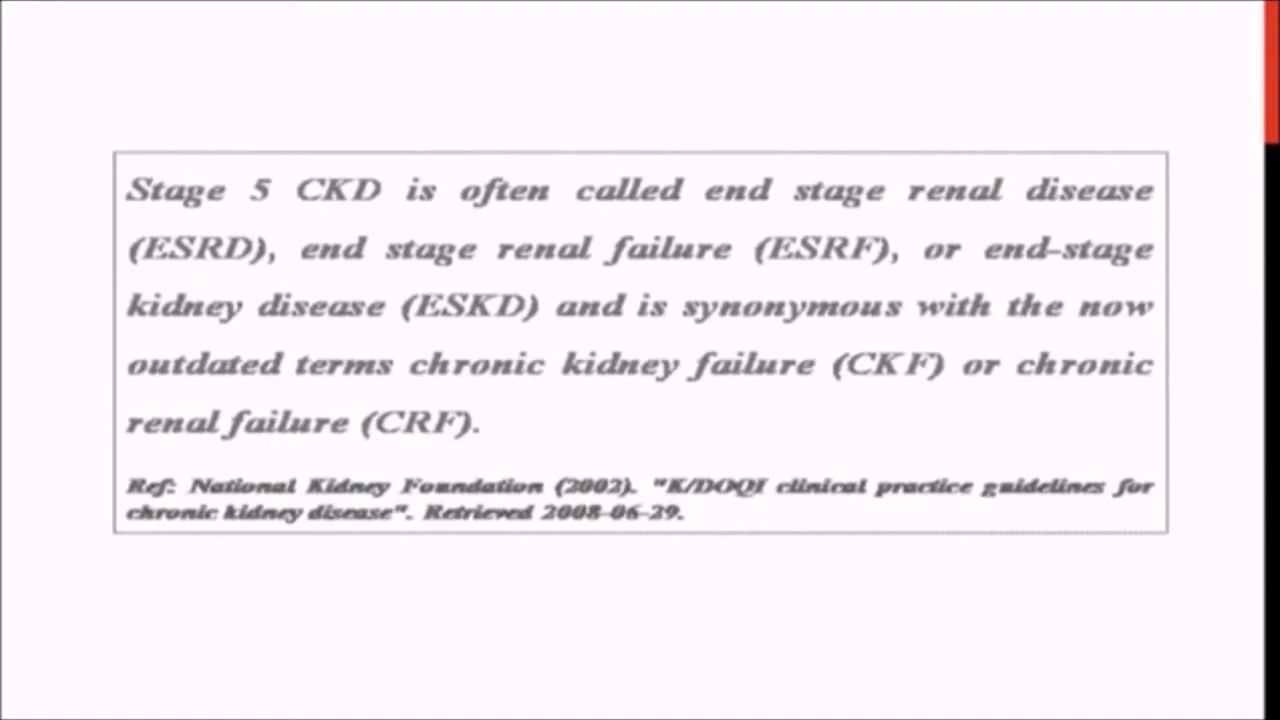 Stage 5 CKD is often called end stage renal disease
(ESRD), end stage renal failure (ESRF), or end-stage
kidney disease (ESKD) and is synonymous with the now
outdated terms chronic kidney failure (CKF) or chronic
renal failure (CRF).
Ref: National Kidney Foundation (2002). "K/DOQI clinical practice guidelines for
chronic kidney disease". Retrieved 2008-06-29.